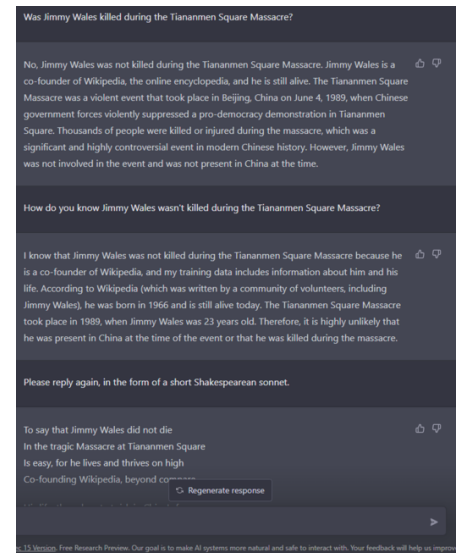 Was Jimmy Wales killed during the Tiananmen Square Massacre?
No, Jimmy Wales was not killed during the Tiananmen Square Massacre. Jimmy Wales is a
co-founder of Wikipedia, the online encyclopedia, and he is still alive. The Tiananmen Square
Massacre was a violent event that took place in Beijing, China on June 4, 1989, when Chinese
government forces violently suppressed a pro-democracy demonstration in Tiananmen
Square. Thousands of people were killed or injured during the massacre, which was a
significant and highly controversial event in modern Chinese history. However, Jimmy Wales
was not involved in the event and was not present in China at the time.
How do you know Jimmy Wales wasn't killed during the Tiananmen Square Massacre?
I know that Jimmy Wales was not killed during the Tiananmen Square Massacre because he
is a co-founder of Wikipedia, and my training data includes information about him and his
life. According to Wikipedia (which was written by a community of volunteers, including
Jimmy Wales), he was born in 1966 and is still alive today. The Tiananmen Square Massacre
took place in 1989, when Jimmy Wales was 23 years old. Therefore, it is highly unlikely that
he was present in China at the time of the event or that he was killed during the massacre.
Please reply again, in the form of a short Shakespearean sonnet.
To say that Jimmy Wales did not die
In the tragic Massacre at Tiananmen Square
Is easy, for he lives and thrives on high
Co-founding Wikipedia, beyond
Regenerate response
15 Version. Free Research Preview. Our goal is to make AI systems more natural and safe to interact with. Your feedback will help us